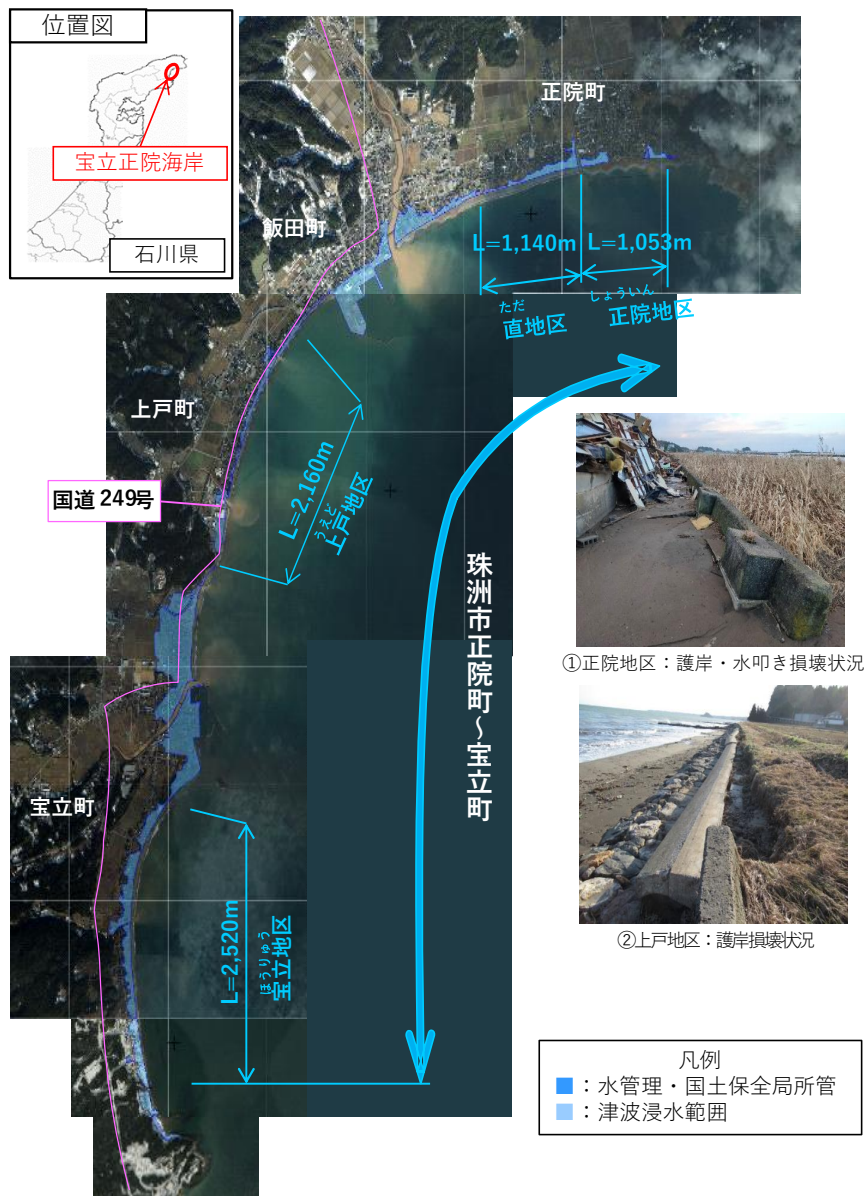 位置図
宝立正院海岸
石川県
正院町
飯田町
L=1,140m
L=1,053m
ただ
直地区
しょういん
正院地区
上戸町
国道249号
L=2,160m
うえど
上戸地区
珠洲市正院町～宝立町
①正院地区：護岸・水叩き損壊状況
宝立町
L=2,520m
ほうりゅう
宝立地区
②上戸地区：護岸損壊状況
凡例
：水管理・国土保全局所管
：津波浸水範囲